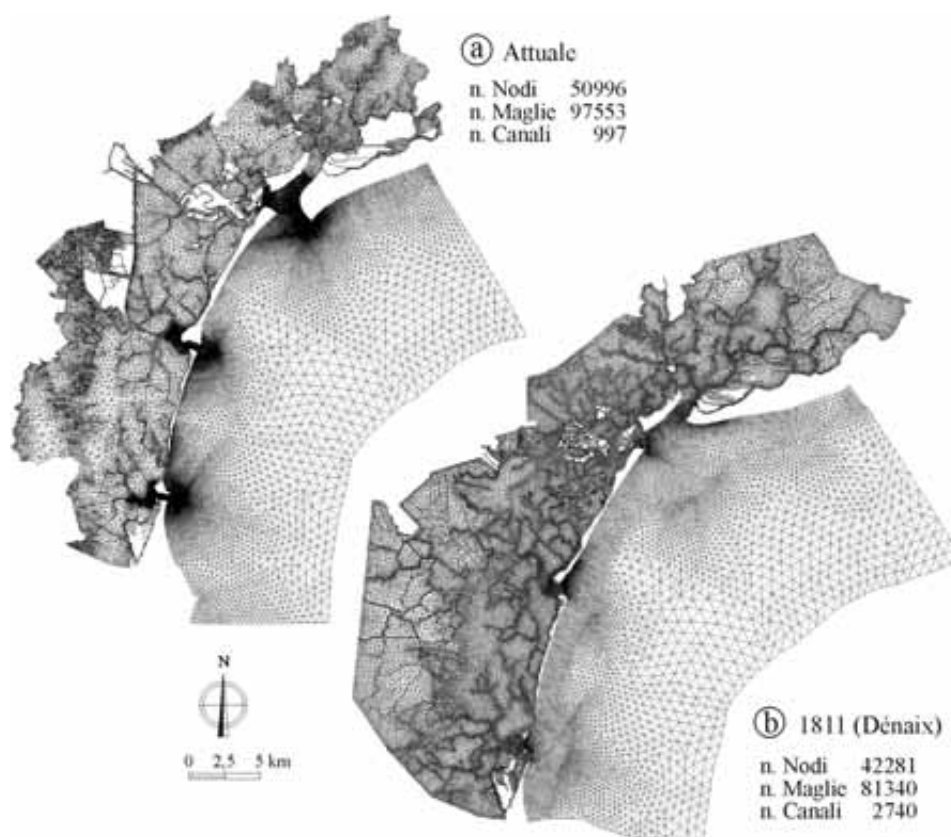 a Attuale
n. Nodi 50996
n. Maglie 97553
n. Canali 997
N
0 2,5 5 km
b 1811 (Dénaix)
n. Nodi 42281
n. Maglie 81340
n. Canali 2740